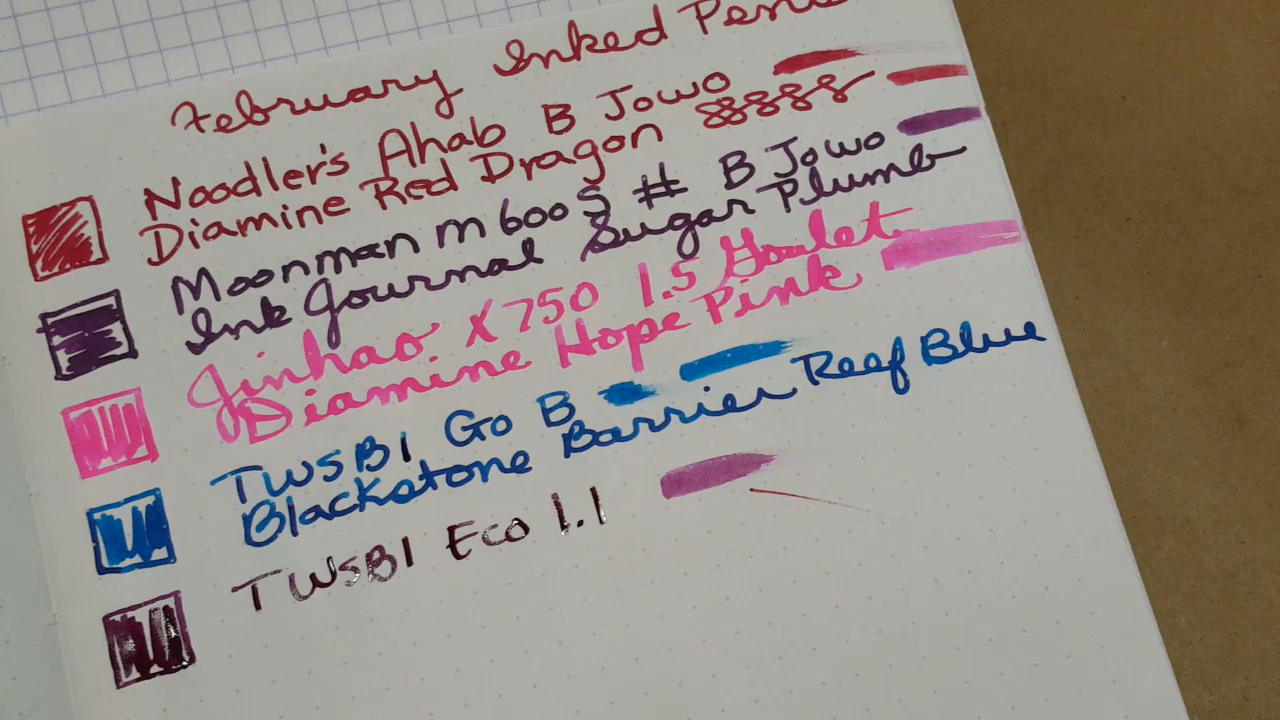 February Inked Pens
Noodler's Ahab B Jowo
Diamine Red Dragon
Moonman M600S # B Jowo
Ink Journal Sugar Plumb
Jinhao X750 1.5 Goulet
Diamine Hope Pink
TWSBI Go B
Blackstone Barrier Reef Blue
TWSBI Eco 1.1